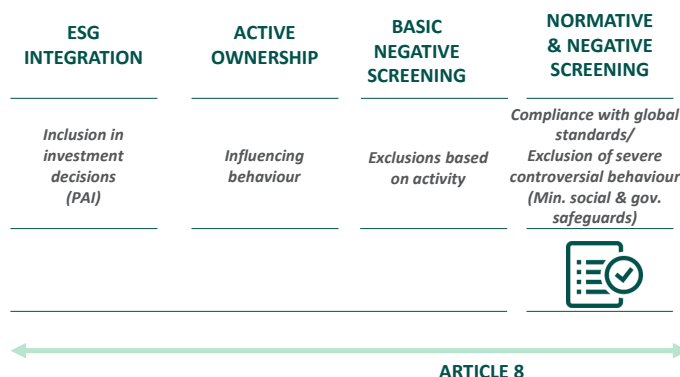 ESG
INTEGRATION
ACTIVE
OWNERSHIP
BASIC
NEGATIVE
SCREENING
NORMATIVE
& NEGATIVE
SCREENING
Inclusion in
investment
decisions
(PAI)
Influencing
behaviour
Exclusions based
on activity
Compliance with global
standards/
Exclusion of severe
controversial behaviour
(Min. social & gov.
safeguards)
ARTICLE 8